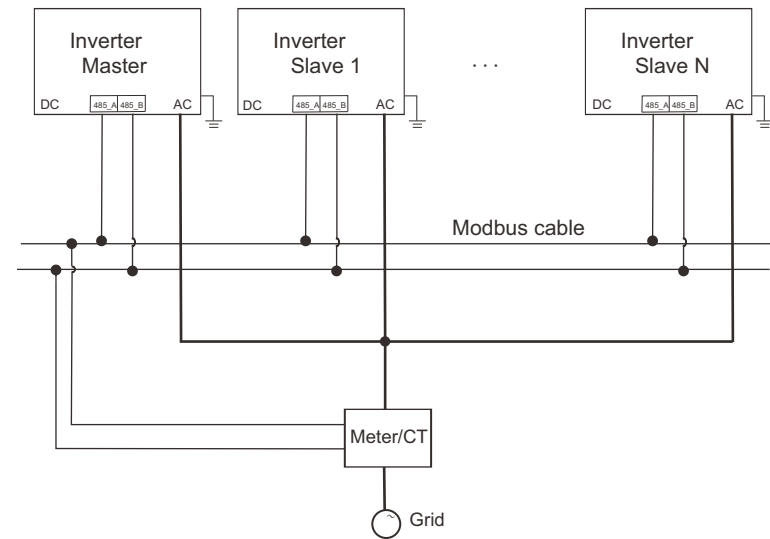 Inverter
Master
Inverter
Slave 1
. . .
Inverter
Slave N
DC
485_A
485_B
AC
DC
485_A
485_B
AC
DC
485_A
485_B
AC
Modbus cable
Meter/CT
~
Grid